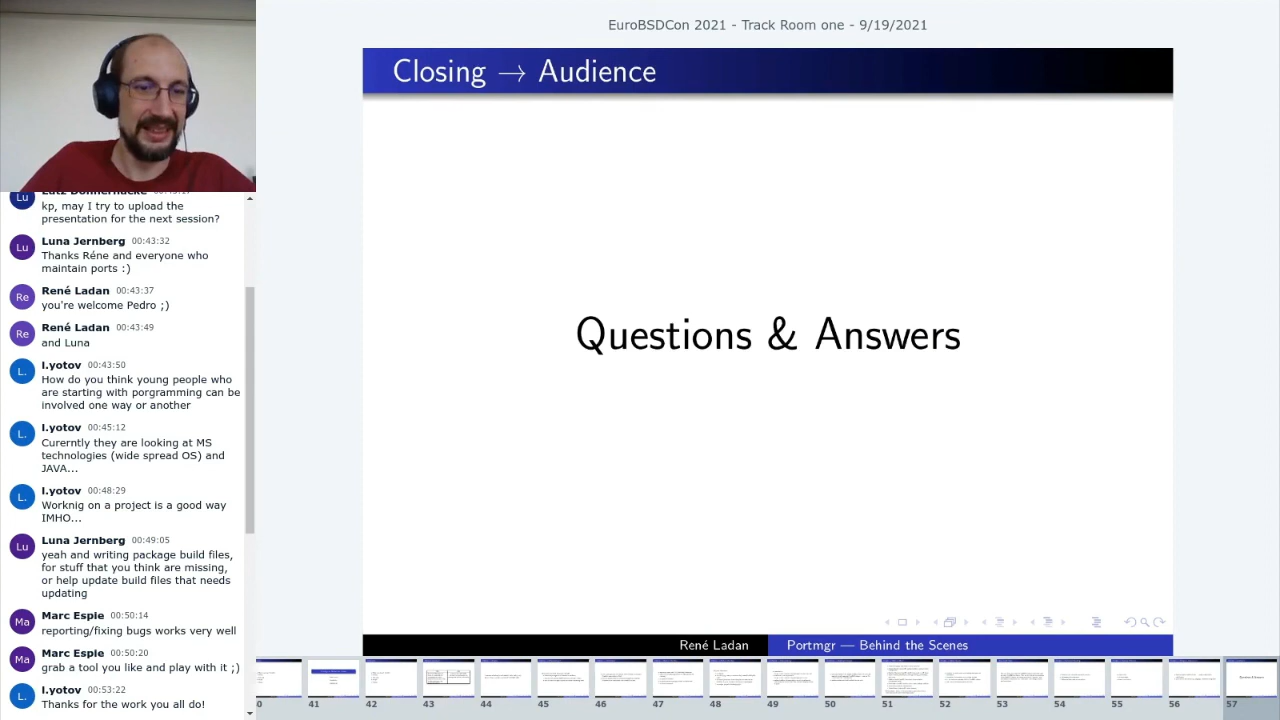 EuroBSDCon 2021 - Track Room one - 9/19/2021
Closing → Audience
Questions & Answers
René Ladan
Portmgr — Behind the Scenes
Lu
Lutz Donnerhacke
kp, may I try to upload the
presentation for the next session?
Lu
Luna Jernberg 00:43:32
Thanks Réne and everyone who
maintain ports :)
Re
René Ladan 00:43:37
you're welcome Pedro ;)
Re
René Ladan 00:43:49
and Luna
I.
I.yotov 00:43:50
How do you think young people who
are starting with porgramming can be
involved one way or another
I.
I.yotov 00:45:12
Curerntly they are looking at MS
technologies (wide spread OS) and
JAVA...
I.
I.yotov 00:48:29
Worknig on a project is a good way
IMHO...
Lu
Luna Jernberg 00:49:05
yeah and writing package build files,
for stuff that you think are missing,
or help update build files that needs
updating
Ma
Marc Espie 00:50:14
reporting/fixing bugs works very well
Ma
Marc Espie 00:50:20
grab a tool you like and play with it ;)
I.
I.yotov 00:53:22
Thanks for the work you all do!
41 42 43 44 45 46 47 48 49 50 51 52 53 54 55 56 57